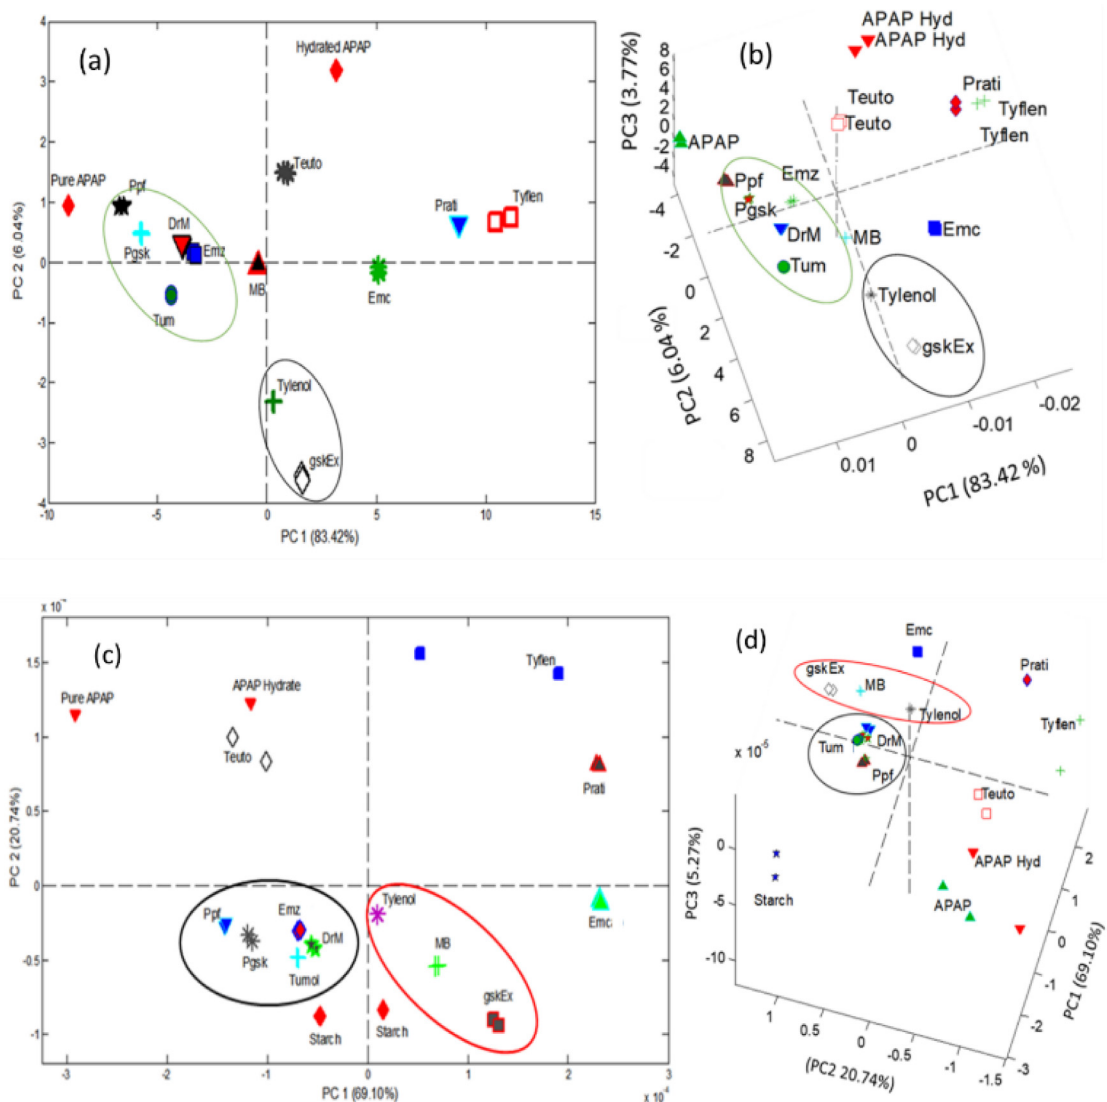 (a)
4
3
2
1
0
-1
-2
-3
-4
PC 2 (6.04%)
Hydrated APAP
Teuto
Pure APAP
Ppf
Pgsk
DrM
Emz
Tum
MB
Prati
Tyflen
Emc
Tylenol
gskEx
-10
-5
0
5
10
15
PC 1 (83.42%)
(b)
APAP Hyd
APAP Hyd
PC3 (3.77%)
8
6
4
2
0
-2
-4
Prati
Tyflen
Tyflen
Teuto
Teuto
APAP
Ppf
Emz
Pgsk
DrM
MB
Emc
Tum
Tylenol
gskEx
-4
-2
0
2
4
6
8
PC2 (6.04%)
0.01
0
-0.01
-0.02
PC1 (83.42 %)
(c)
1.5
1
0.5
0
-0.5
-1
PC 2 (20.74%)
Pure APAP
APAP Hydrate
Teuto
Tyflen
Prati
Ppf
Emz
Pgsk
DrM
Tumol
Tylenol
MB
gskEx
Emc
Starch
Starch
-3
-2
-1
0
1
2
3
PC 1 (69.10%)
x 10⁻⁴
(d)
Emc
gskEx
MB
Tylenol
Prati
Tyflen
x 10⁻⁵
Tum
DrM
Ppf
Teuto
APAP Hyd
APAP
Starch
PC3 (5.27%)
0
-5
-10
1
0.5
0
-0.5
-1
-1.5
(PC2 20.74%)
2
1
0
-1
-2
-3
PC1 (69.10%)